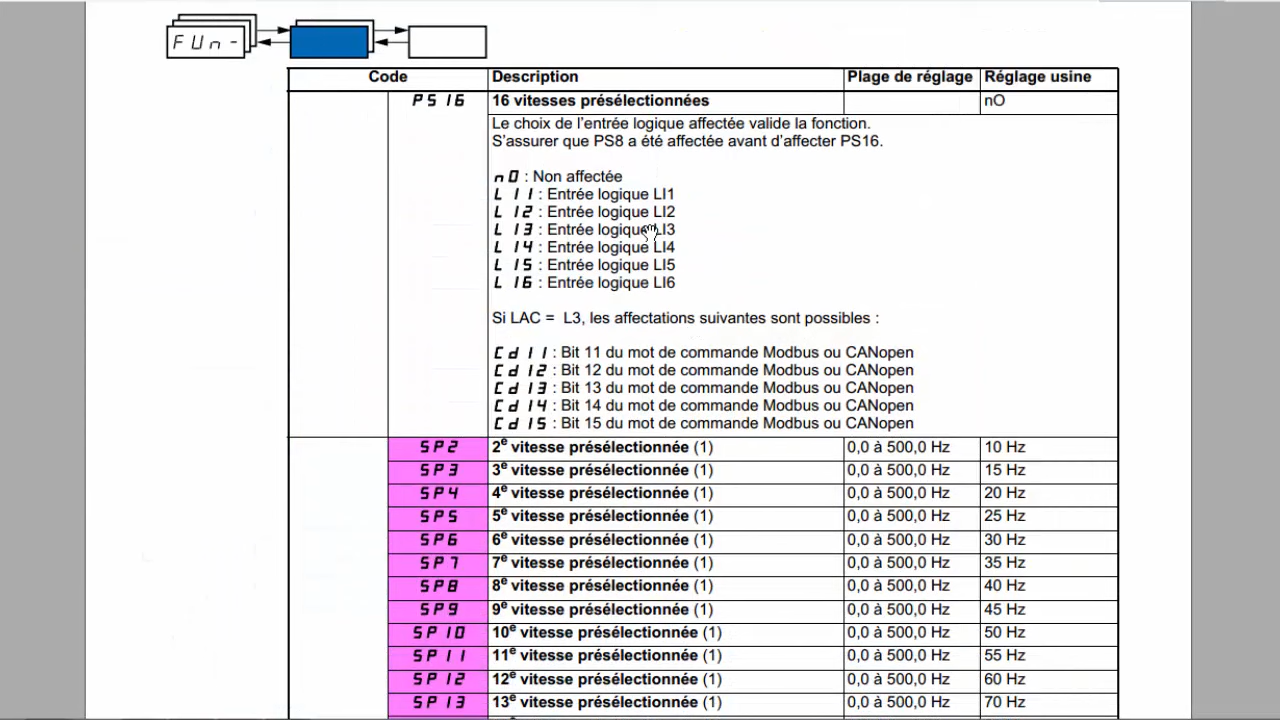 FUn-
Code Description Plage de réglage Réglage usine
PS16 16 vitesses présélectionnées nO
Le choix de l'entrée logique affectée valide la fonction.
S'assurer que PS8 a été affectée avant d'affecter PS16.
nO : Non affectée
LI1 : Entrée logique LI1
LI2 : Entrée logique LI2
LI3 : Entrée logique LI3
LI4 : Entrée logique LI4
LI5 : Entrée logique LI5
LI6 : Entrée logique LI6
Si LAC = L3, les affectations suivantes sont possibles :
Cd11 : Bit 11 du mot de commande Modbus ou CANopen
Cd12 : Bit 12 du mot de commande Modbus ou CANopen
Cd13 : Bit 13 du mot de commande Modbus ou CANopen
Cd14 : Bit 14 du mot de commande Modbus ou CANopen
Cd15 : Bit 15 du mot de commande Modbus ou CANopen
SP2 2e vitesse présélectionnée (1) 0,0 à 500,0 Hz 10 Hz
SP3 3e vitesse présélectionnée (1) 0,0 à 500,0 Hz 15 Hz
SP4 4e vitesse présélectionnée (1) 0,0 à 500,0 Hz 20 Hz
SP5 5e vitesse présélectionnée (1) 0,0 à 500,0 Hz 25 Hz
SP6 6e vitesse présélectionnée (1) 0,0 à 500,0 Hz 30 Hz
SP7 7e vitesse présélectionnée (1) 0,0 à 500,0 Hz 35 Hz
SP8 8e vitesse présélectionnée (1) 0,0 à 500,0 Hz 40 Hz
SP9 9e vitesse présélectionnée (1) 0,0 à 500,0 Hz 45 Hz
SP10 10e vitesse présélectionnée (1) 0,0 à 500,0 Hz 50 Hz
SP11 11e vitesse présélectionnée (1) 0,0 à 500,0 Hz 55 Hz
SP12 12e vitesse présélectionnée (1) 0,0 à 500,0 Hz 60 Hz
SP13 13e vitesse présélectionnée (1) 0,0 à 500,0 Hz 70 Hz